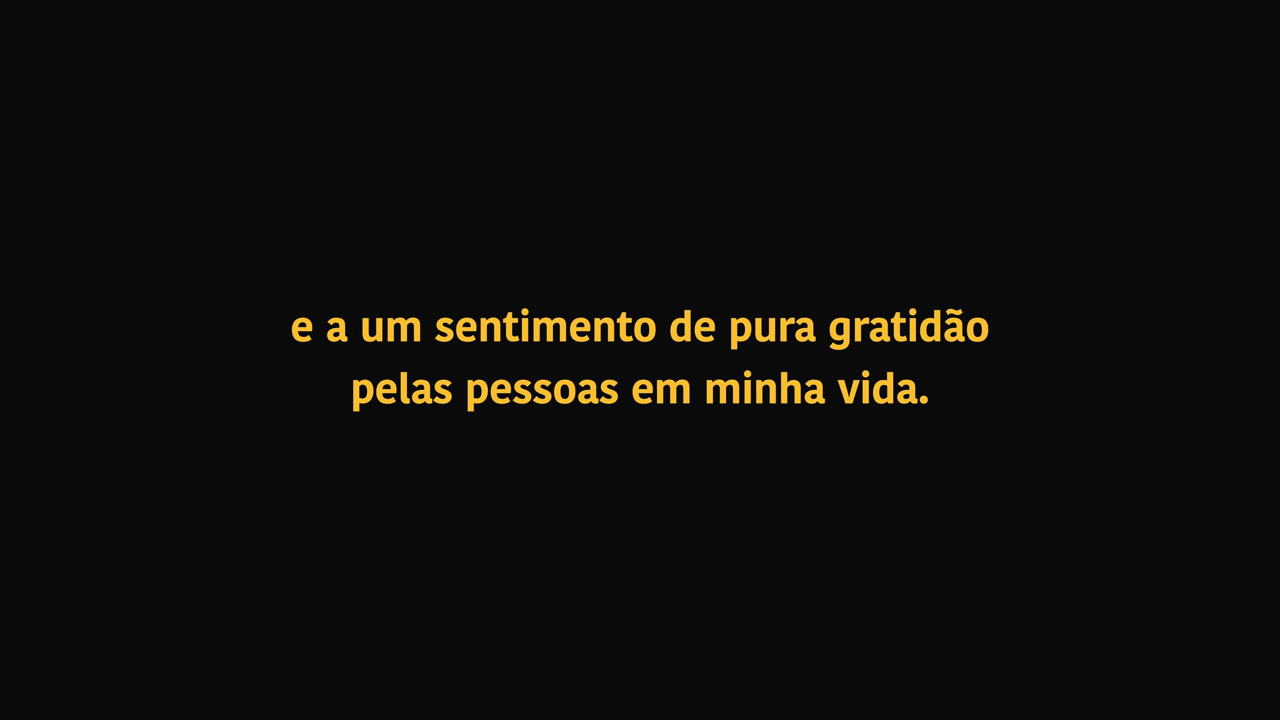 e a um sentimento de pura gratidão
pelas pessoas em minha vida.